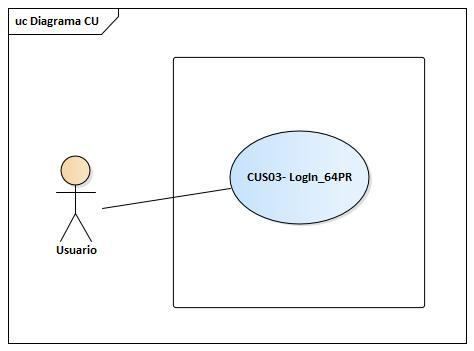 uc Diagrama CU
CUS03- LogIn_64PR
Usuario